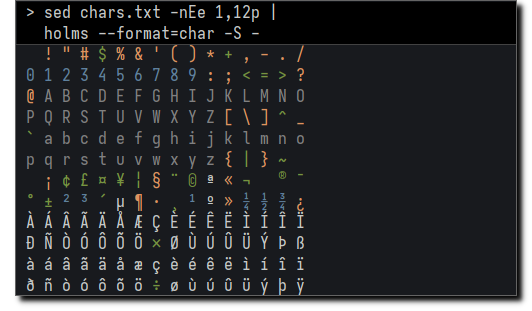 > sed chars.txt -nEe 1,12p |
holms --format=char -S -
! " # $ % & ' ( ) * + , - . /
0 1 2 3 4 5 6 7 8 9 : ; < = > ?
@ A B C D E F G H I J K L M N O
P Q R S T U V W X Y Z [ \ ] ^ _
` a b c d e f g h i j k l m n o
p q r s t u v w x y z { | } ~
¡ ¢ £ ¤ ¥ ¦ § ¨ © ª « ¬ ® ¯
° ± ² ³ ´ µ ¶ · ¹ º » ¼ ½ ¾ ¿
À Á Â Ã Ä Å Æ Ç È É Ê Ë Ì Í Î Ï
Ð Ñ Ò Ó Ô Õ Ö × Ø Ù Ú Û Ü Ý Þ ß
à á â ã ä å æ ç è é ê ë ì í î ï
ð ñ ò ó ô õ ö ÷ ø ù ú û ü ý þ ÿ